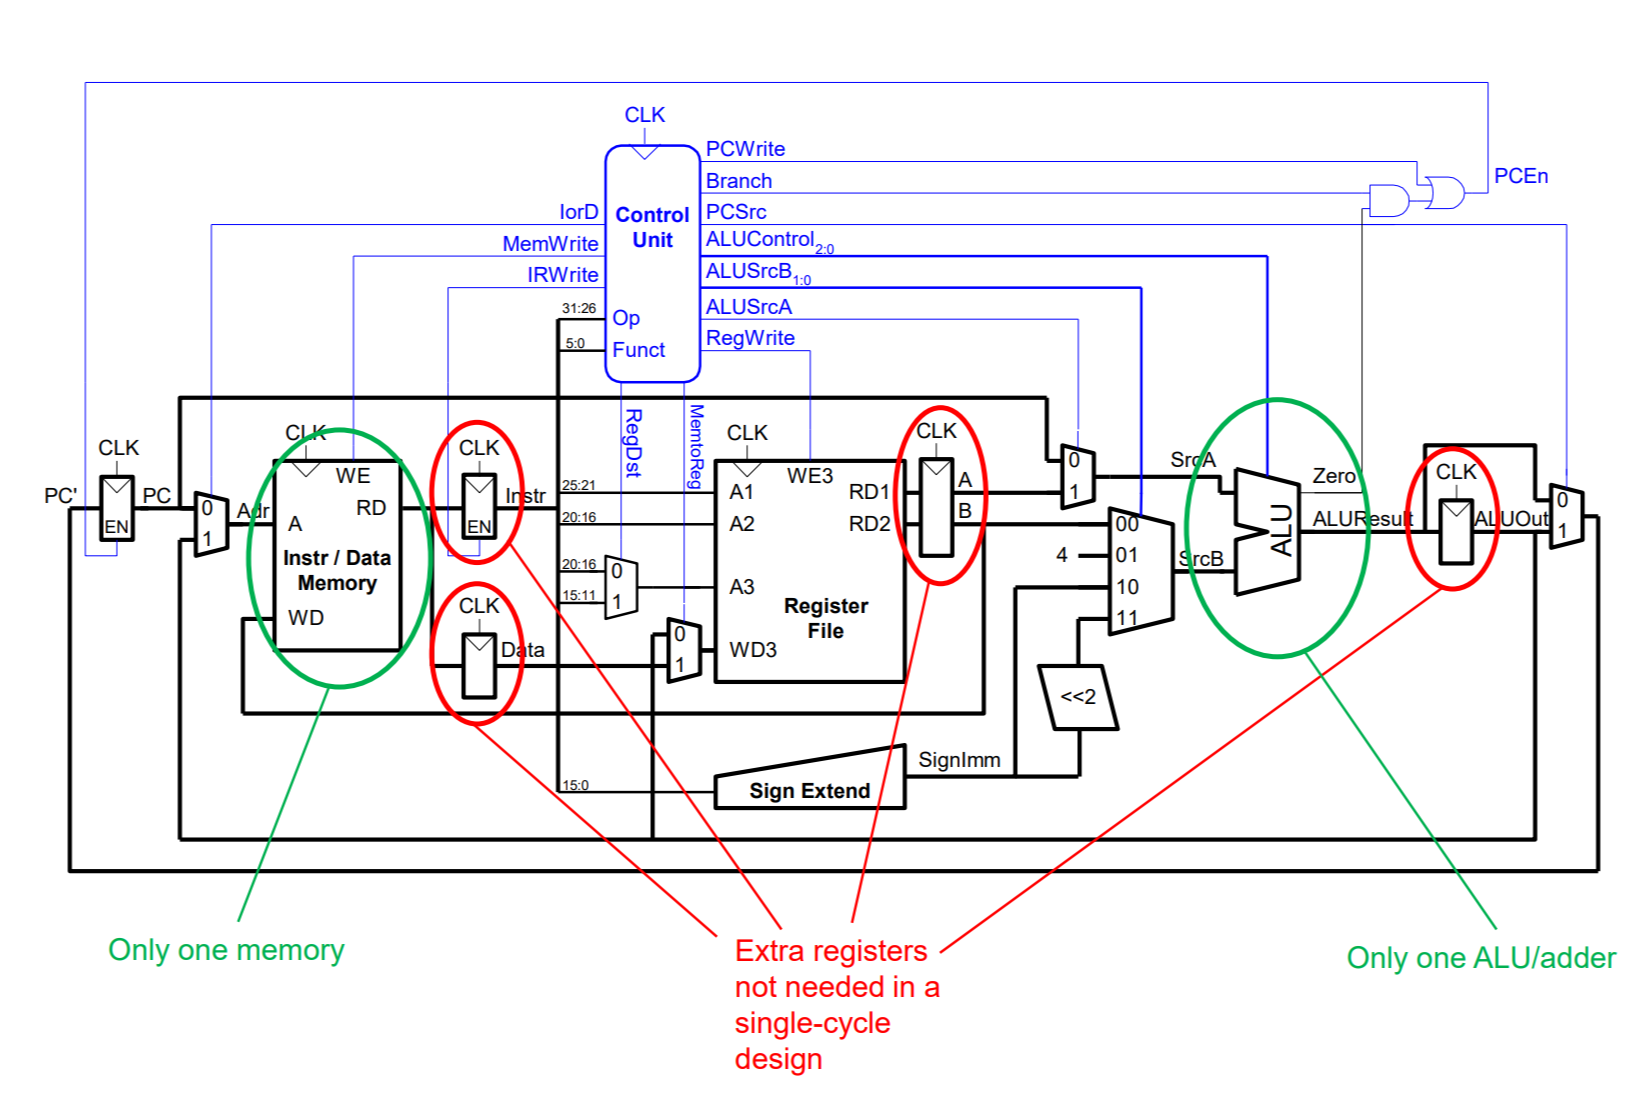 CLK
PCWrite
Branch
PCEn
IorD
Control
Unit
PCSrc
MemWrite
ALUControl2:0
IRWrite
ALUSrcB1:0
31:26
Op
ALUSrcA
5:0
Funct
RegWrite
RegDst
MemtoReg
CLK
CLK
CLK
CLK
CLK
CLK
PC'
PC
EN
0
1
Adr
WE
A
RD
Instr / Data
Memory
WD
EN
Instr
CLK
Data
25:21
20:16
20:16
15:11
0
1
0
1
WE3
A1
RD1
A2
RD2
A3
Register
File
WD3
A
B
0
1
SrcA
00
4
01
10
11
SrcB
<<2
ALU
Zero
ALUResult
ALUOut
0
1
15:0
Sign Extend
SignImm
Only one memory
Extra registers
not needed in a
single-cycle
design
Only one ALU/adder